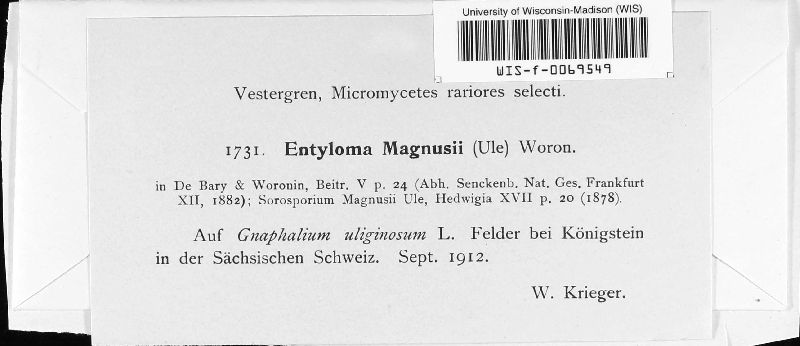 University of Wisconsin-Madison (WIS)
WIS-f-0069549
Vestergren, Micromycetes rariores selecti.
1731. Entyloma Magnusii (Ule) Woron.
in De Bary & Woronin, Beitr. V p. 24 (Abh. Senckenb. Nat. Ges. Frankfurt
XII, 1882); Sorosporium Magnusii Ule, Hedwigia XVII p. 20 (1878).
Auf Gnaphalium uliginosum L. Felder bei Königstein
in der Sächsischen Schweiz. Sept. 1912.
W. Krieger.